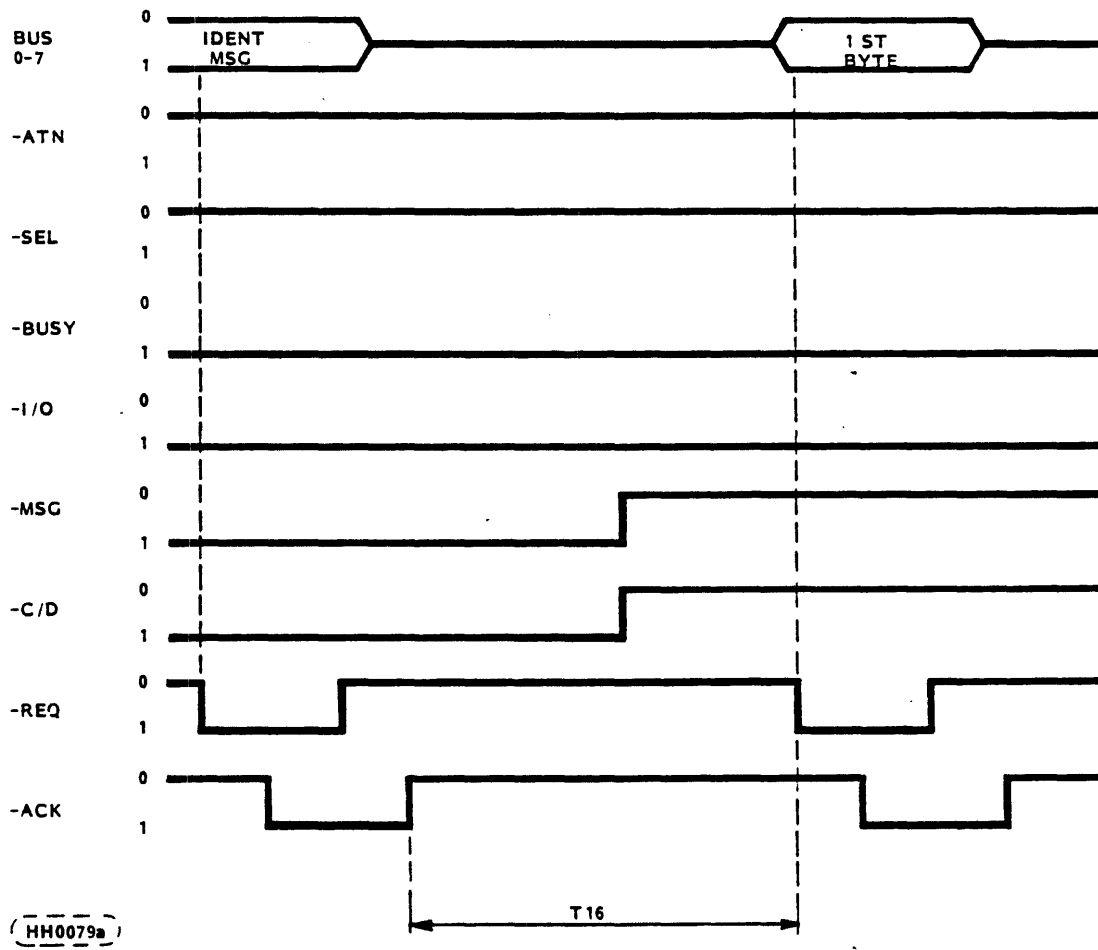 0
BUS
0-7
IDENT
MSG
1 ST
BYTE
1
0
-ATN
1
0
-SEL
1
0
-BUSY
1
0
-I/O
1
0
-MSG
1
0
-C/D
1
0
-REQ
1
0
-ACK
1
T16
HH0079a